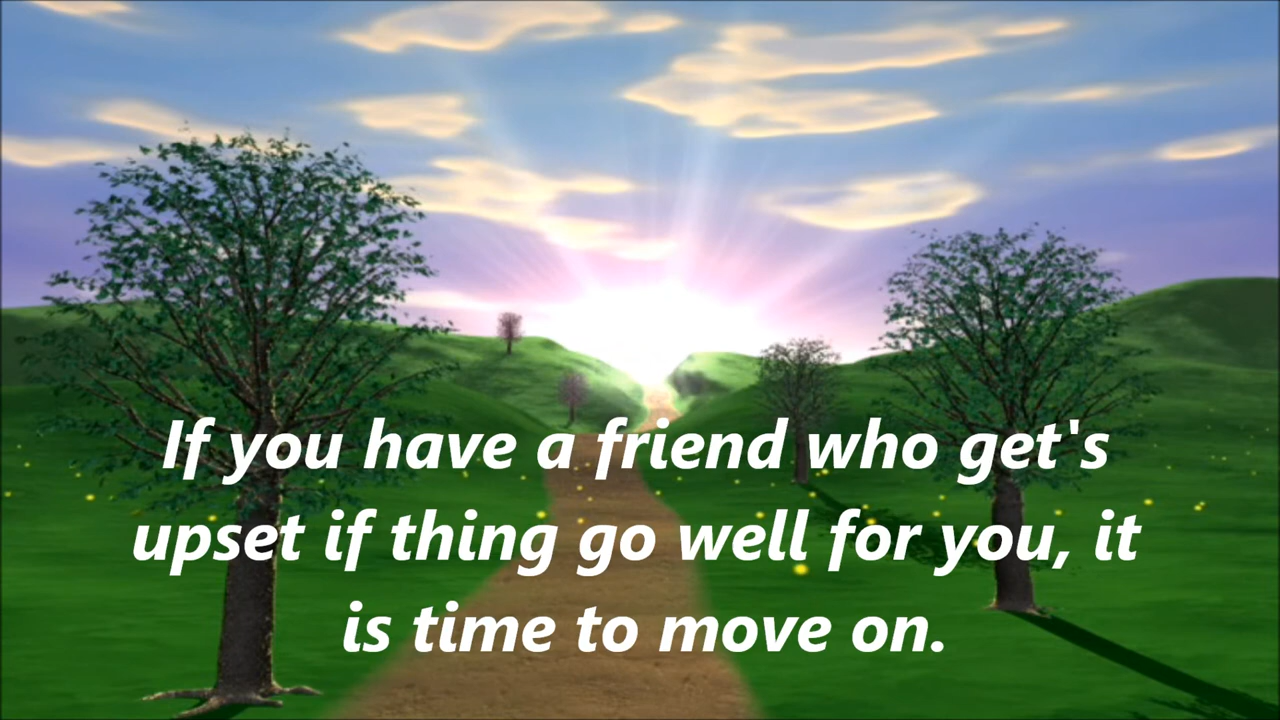 If you have a friend who get's
upset if thing go well for you, it
is time to move on.